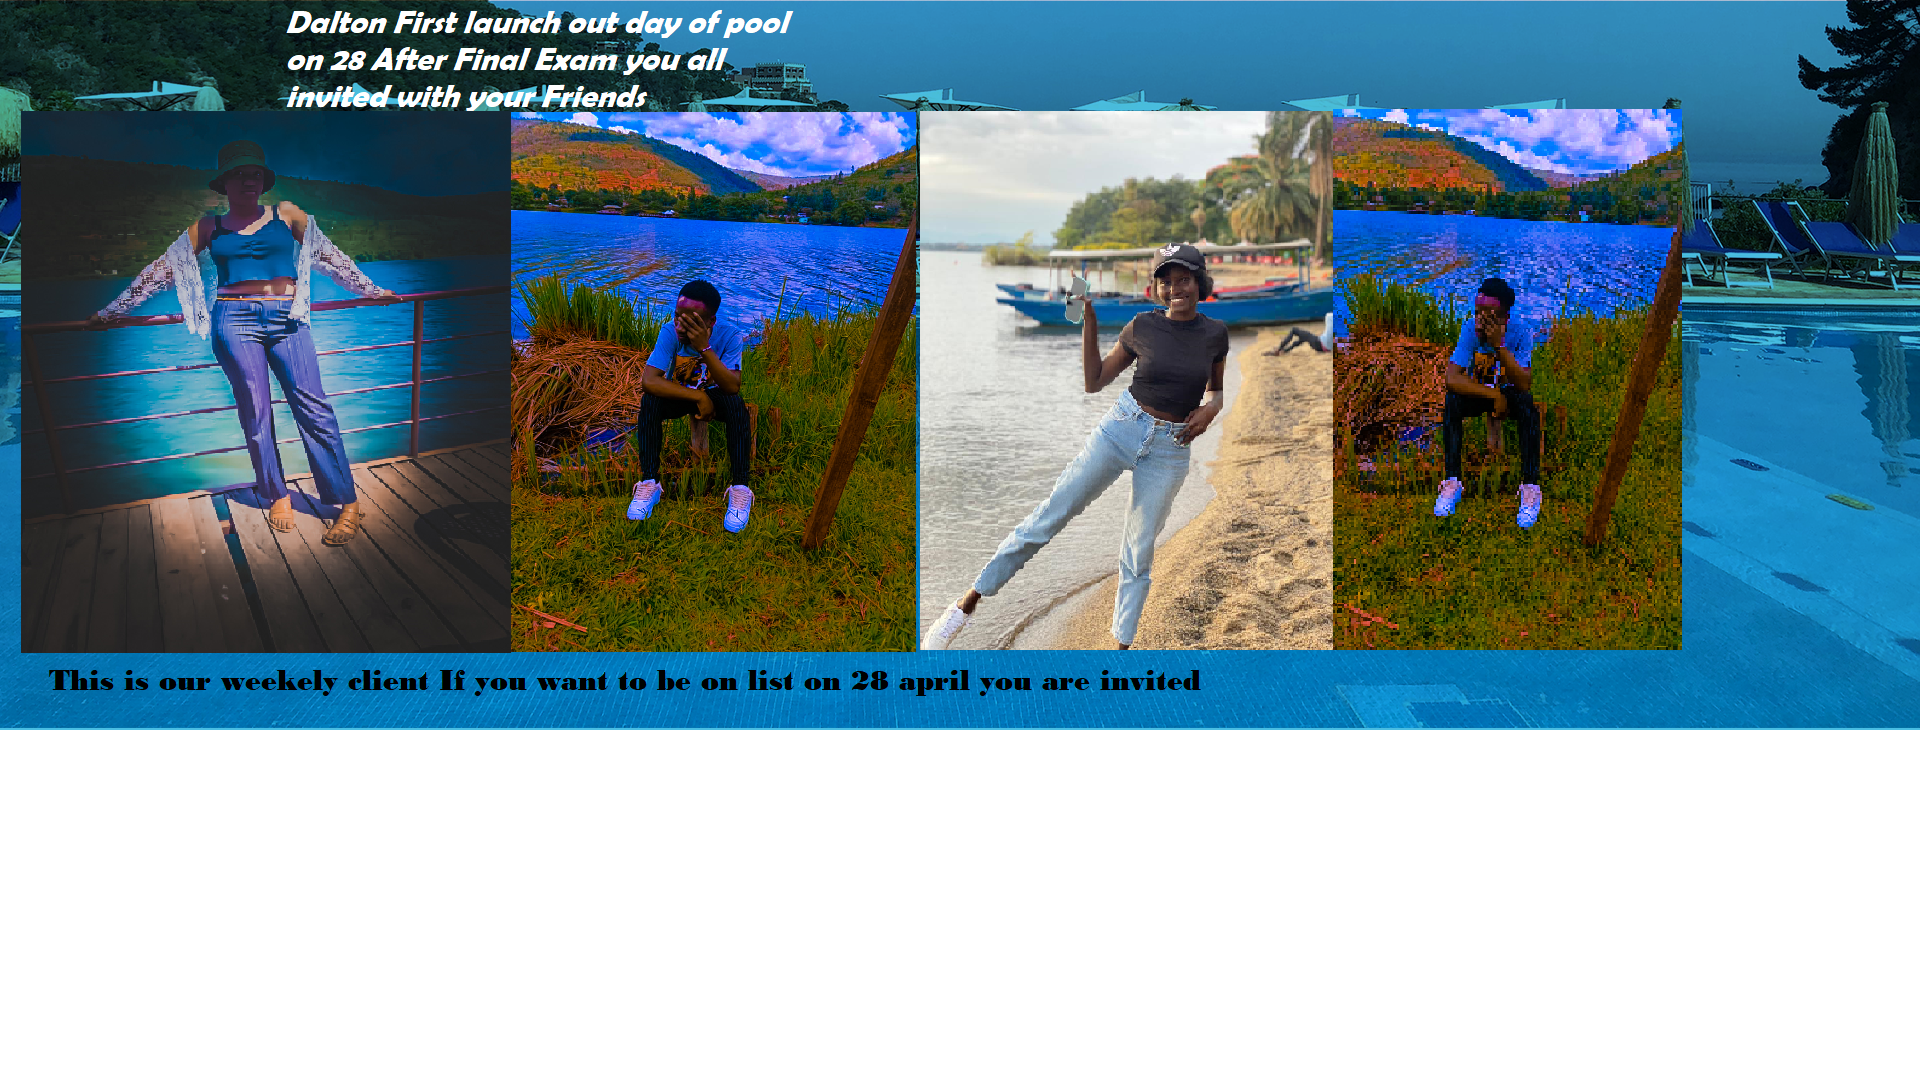 Dalton First launch out day of pool
on 28 After Final Exam you all
invited with your Friends
This is our weekely client If you want to be on list on 28 april you are invited